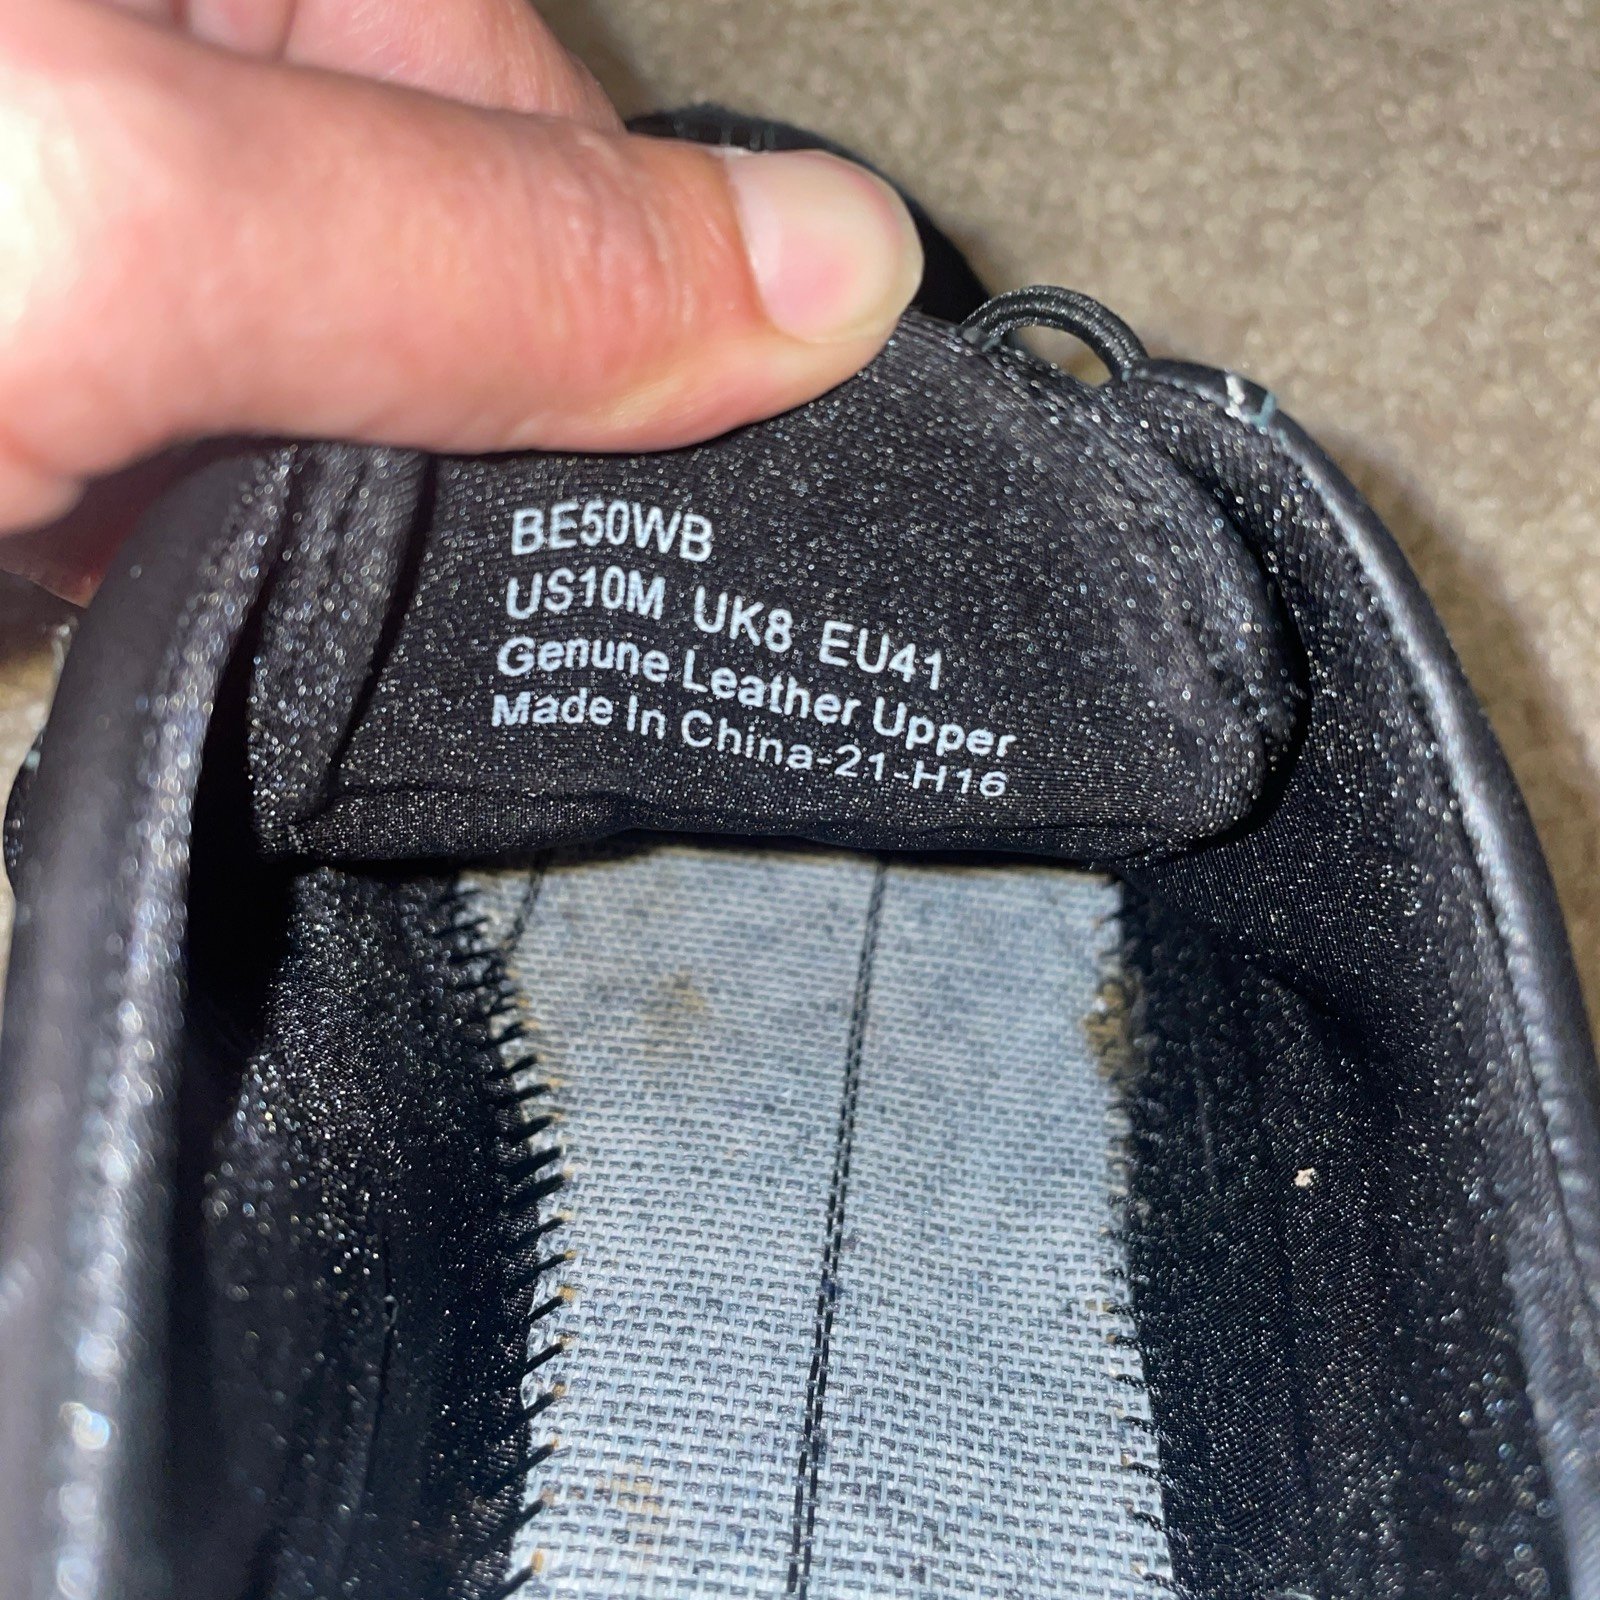 BE50WB
US10M UK8 EU41
Genune Leather Upper
Made In China-21-H16